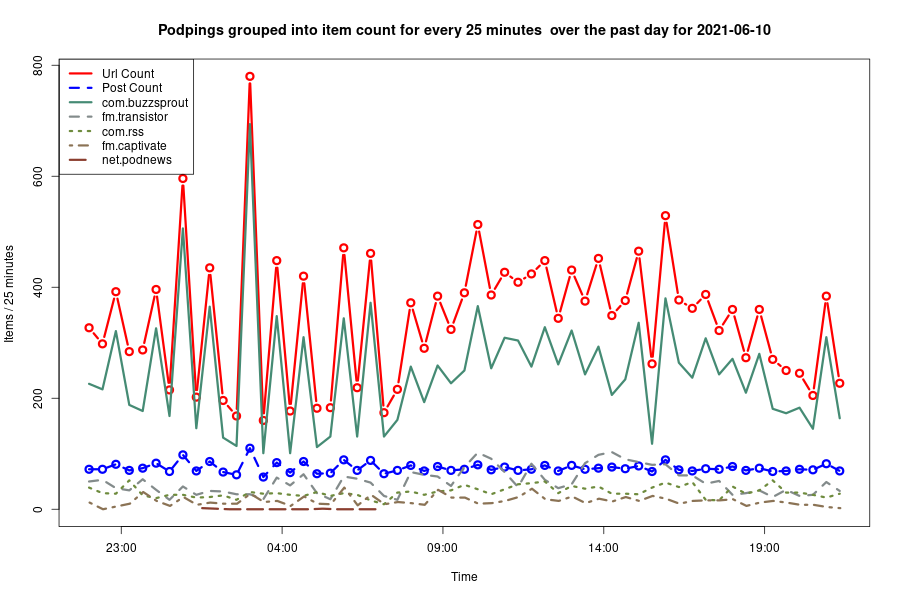 Podpings grouped into item count for every 25 minutes  over the past day for 2021-06-10
Url Count
Post Count
com.buzzsprout
fm.transistor
com.rss
fm.captivate
net.podnews
Items / 25 minutes
800
600
400
200
0
23:00
04:00
09:00
14:00
19:00
Time